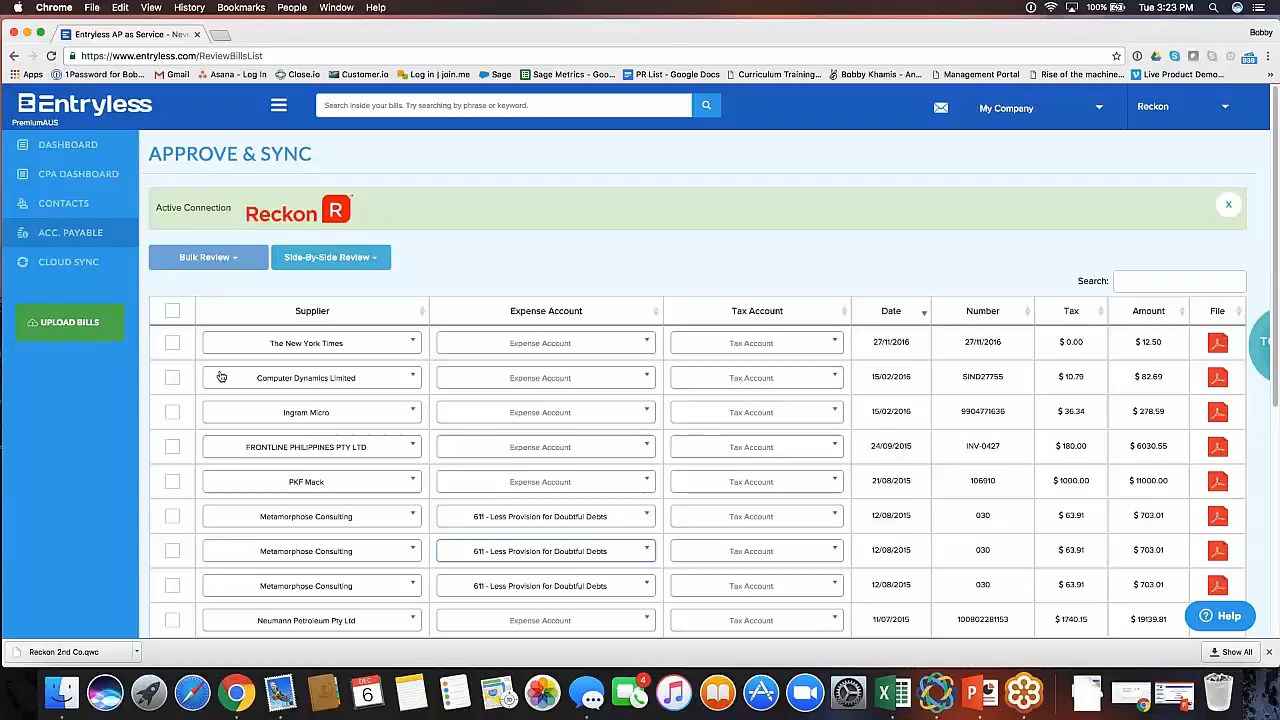 Chrome File Edit View History Bookmarks People Window Help 100% Tue 3:23 PM
Entryless AP as Service - Nev Bobby
https://www.entryless.com/ReviewBillsList
Apps 1Password for Bob... Gmail Asana - Log In Close.io Customer.io Log in | join.me Sage Sage Metrics - Goo... PR List - Google Docs Curriculum Training... Bobby Khamis - An... Management Portal Rise of the machine... Live Product Demo... »
Entryless
PremiumAUS
Search inside your bills. Try searching by phrase or keyword.
My Company
Reckon
DASHBOARD
CPA DASHBOARD
CONTACTS
ACC. PAYABLE
CLOUD SYNC
UPLOAD BILLS
APPROVE & SYNC
Active Connection Reckon R x
Bulk Review Side-By-Side Review
Search:
Supplier Expense Account Tax Account Date Number Tax Amount File
The New York Times Expense Account Tax Account 27/11/2016 27/11/2016 $ 0.00 $ 12.50
Computer Dynamics Limited Expense Account Tax Account 15/02/2016 SIND27755 $ 10.79 $ 82.69
Ingram Micro Expense Account Tax Account 15/02/2016 9904771636 $ 36.34 $ 278.59
FRONTLINE PHILIPPINES PTY LTD Expense Account Tax Account 24/09/2015 INV-0427 $ 180.00 $ 6030.55
PKF Mack Expense Account Tax Account 21/08/2015 106910 $ 1000.00 $ 11000.00
Metamorphose Consulting 611 - Less Provision for Doubtful Debts Tax Account 12/08/2015 030 $ 63.91 $ 703.01
Metamorphose Consulting 611 - Less Provision for Doubtful Debts Tax Account 12/08/2015 030 $ 63.91 $ 703.01
Metamorphose Consulting 611 - Less Provision for Doubtful Debts Tax Account 12/08/2015 030 $ 63.91 $ 703.01
Neumann Petroleum Pty Ltd Expense Account Tax Account 11/07/2015 100802281153 $ 1740.15 $ 19139.81
Help
Reckon 2nd Co.qwc Show All
DEC
6
4